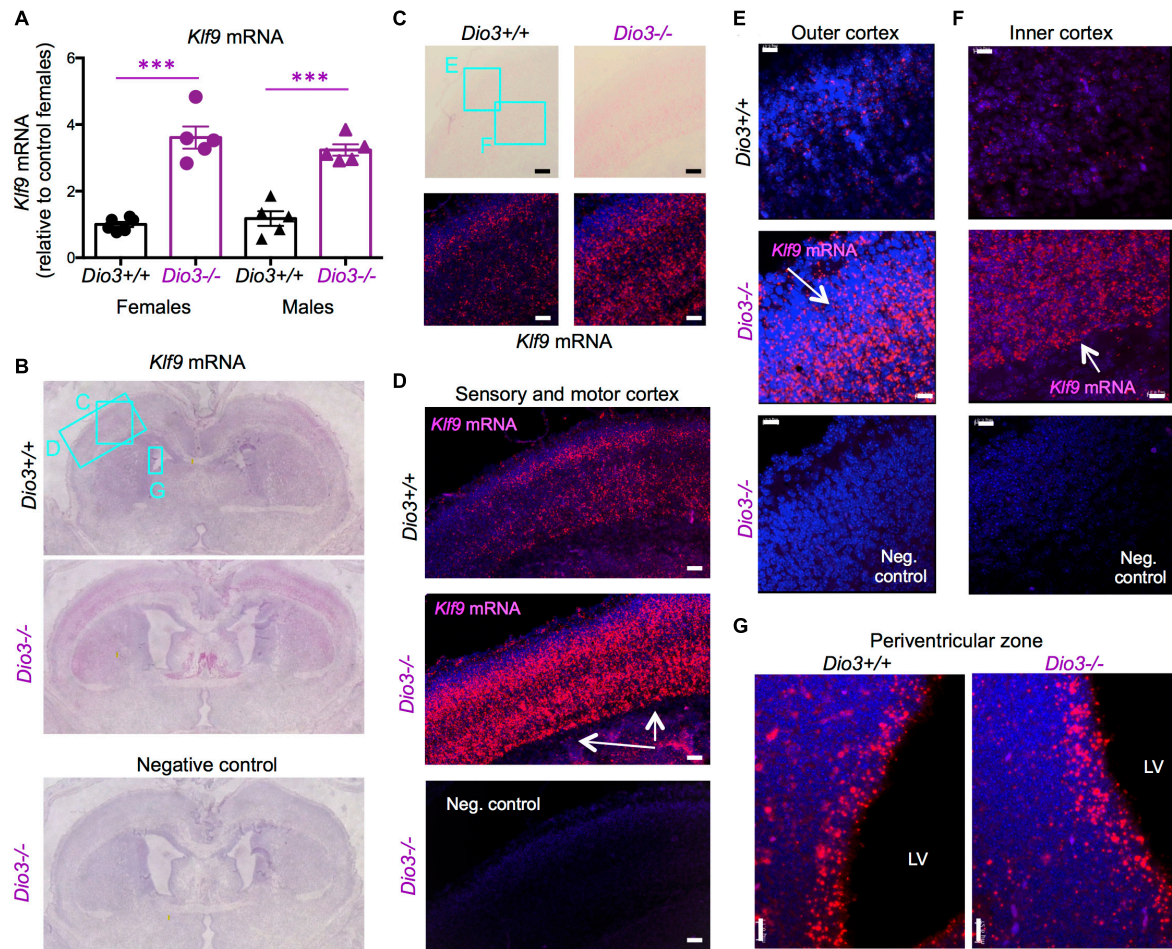 A
Klf9 mRNA
Klf9 mRNA
(relative to control females)
6
4
2
0
***
***
Dio3+/+
Dio3-/-
Dio3+/+
Dio3-/-
Females
Males
B
Klf9 mRNA
Dio3+/+
C
D
G
Dio3-/-
Negative control
Dio3-/-
C
Dio3+/+
Dio3-/-
E
F
Klf9 mRNA
D
Sensory and motor cortex
Klf9 mRNA
Dio3+/+
Klf9 mRNA
Dio3-/-
Neg. control
Dio3-/-
E
Outer cortex
Dio3+/+
Klf9 mRNA
Dio3-/-
Dio3-/-
Neg.
control
F
Inner cortex
Klf9 mRNA
Neg.
control
G
Periventricular zone
Dio3+/+
Dio3-/-
LV
LV